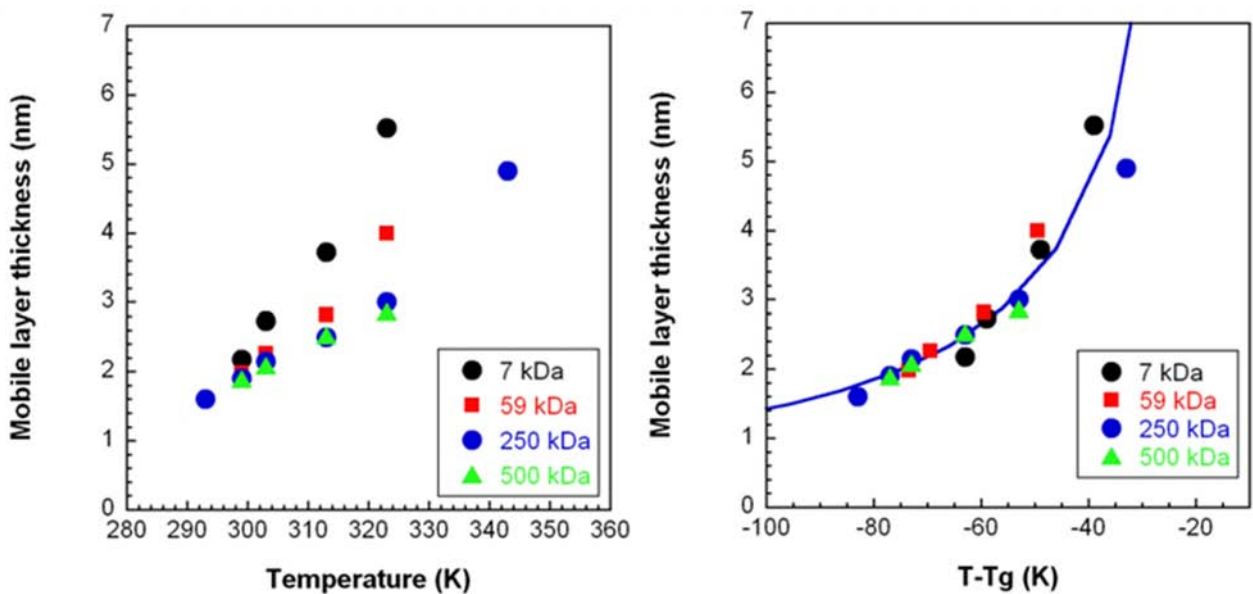 Mobile layer thickness (nm)
7
6
5
4
3
2
1
0
280 290 300 310 320 330 340 350 360
Temperature (K)
7 kDa
59 kDa
250 kDa
500 kDa
Mobile layer thickness (nm)
7
6
5
4
3
2
1
0
-100 -80 -60 -40 -20
T-Tg (K)
7 kDa
59 kDa
250 kDa
500 kDa